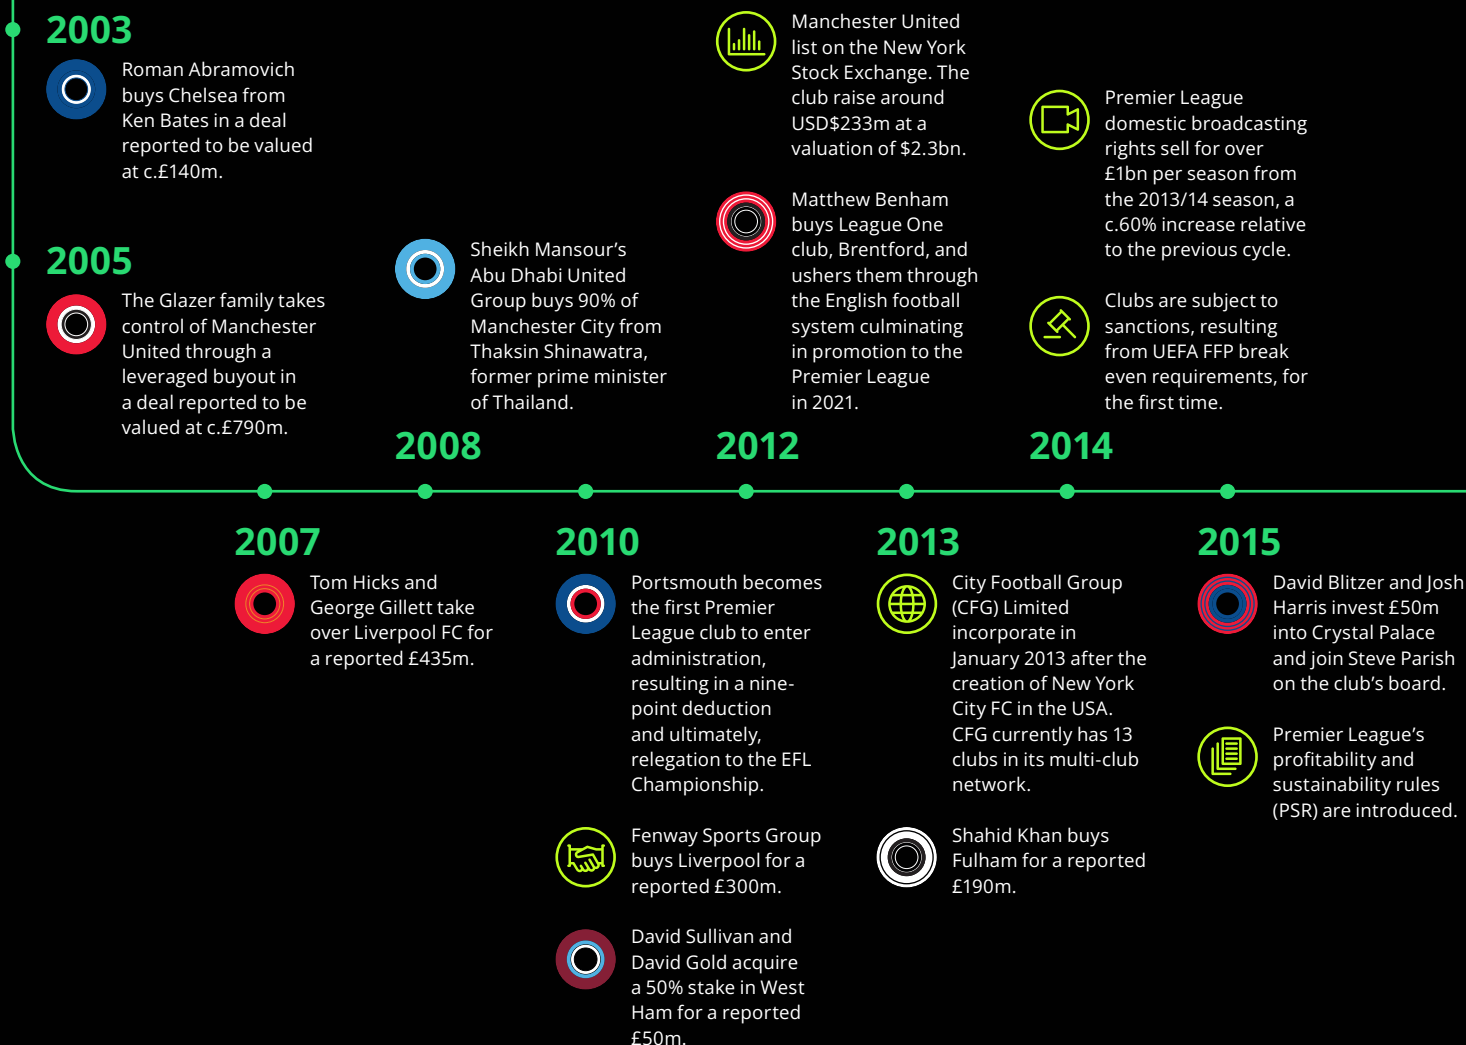 2003
Roman Abramovich
buys Chelsea from
Ken Bates in a deal
reported to be valued
at c.£140m.
2005
The Glazer family takes
control of Manchester
United through a
leveraged buyout in
a deal reported to be
valued at c.£790m.
2007
Tom Hicks and
George Gillett take
over Liverpool FC for
a reported £435m.
Sheikh Mansour’s
Abu Dhabi United
Group buys 90% of
Manchester City from
Thaksin Shinawatra,
former prime minister
of Thailand.
2008
2010
Portsmouth becomes
the first Premier
League club to enter
administration,
resulting in a nine-
point deduction
and ultimately,
relegation to the EFL
Championship.
Fenway Sports Group
buys Liverpool for a
reported £300m.
David Sullivan and
David Gold acquire
a 50% stake in West
Ham for a reported
£50m.
Manchester United
list on the New York
Stock Exchange. The
club raise around
USD$233m at a
valuation of $2.3bn.
Matthew Benham
buys League One
club, Brentford, and
ushers them through
the English football
system culminating
in promotion to the
Premier League
in 2021.
2012
2013
City Football Group
(CFG) Limited
incorporate in
January 2013 after the
creation of New York
City FC in the USA.
CFG currently has 13
clubs in its multi-club
network.
Shahid Khan buys
Fulham for a reported
£190m.
Premier League
domestic broadcasting
rights sell for over
£1bn per season from
the 2013/14 season, a
c.60% increase relative
to the previous cycle.
Clubs are subject to
sanctions, resulting
from UEFA FFP break
even requirements, for
the first time.
2014
2015
David Blitzer and Josh
Harris invest £50m
into Crystal Palace
and join Steve Parish
on the club’s board.
Premier League’s
profitability and
sustainability rules
(PSR) are introduced.